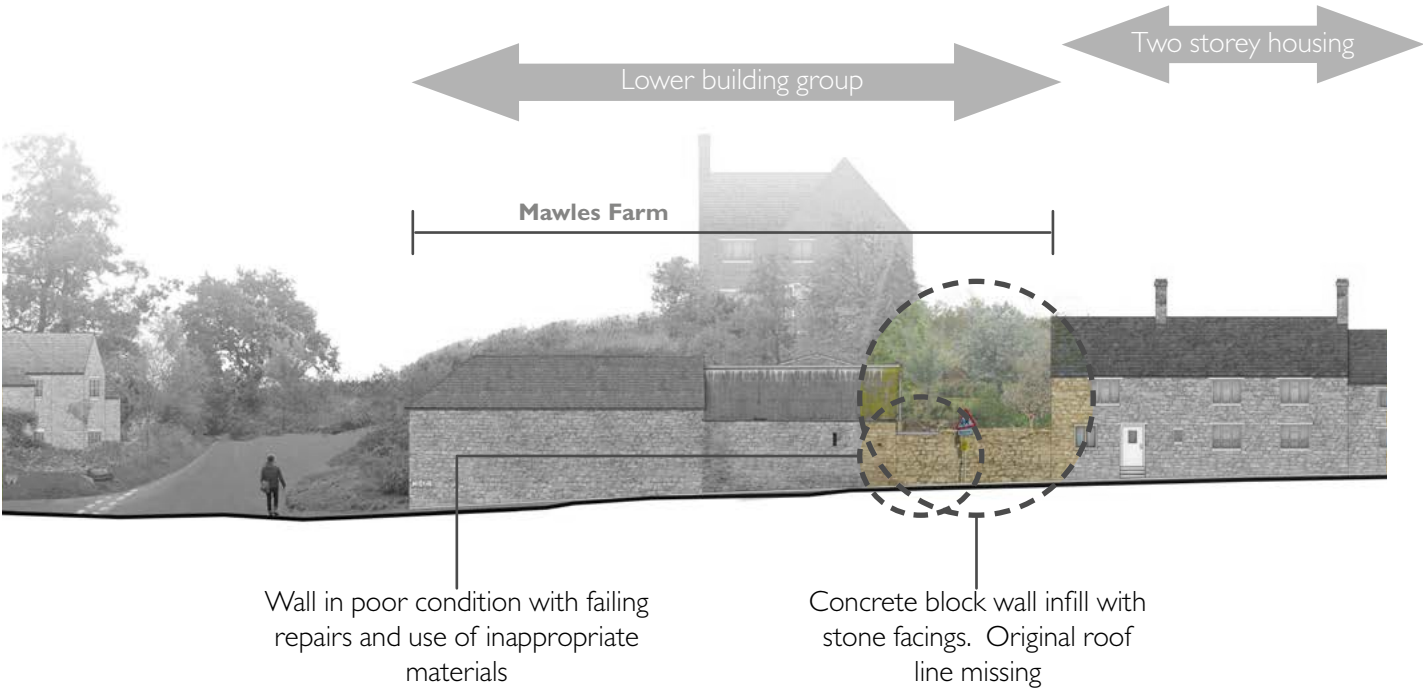 Two storey housing
Lower building group
Mawles Farm
Wall in poor condition with failing
repairs and use of inappropriate
materials
Concrete block wall infill with
stone facings. Original roof
line missing